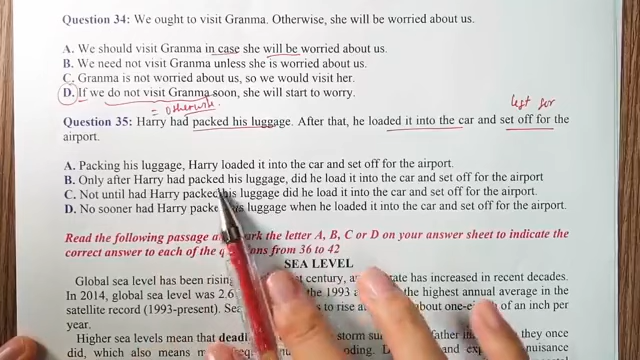 Question 34: We ought to visit Granma. Otherwise, she will be worried about us.
A. We should visit Granma in case she will be worried about us.
B. We need not visit Granma unless she is worried about us.
C. Granma is not worried about us, so we would visit her.
D. If we do not visit Granma soon, she will start to worry.
= otherwise
left for
Question 35: Harry had packed his luggage. After that, he loaded it into the car and set off for the
airport.
A. Packing his luggage, Harry loaded it into the car and set off for the airport.
B. Only after Harry had packed his luggage, did he load it into the car and set off for the airport
C. Not until had Harry packed his luggage did he load it into the car and set off for the airport.
D. No sooner had Harry luggage when he loaded it into the car and set off for the airport.
Read the following passage mark the letter A, B, C or D on your answer sheet to indicate the
correct answer to each of the from 36 to 42
SEA LEVEL
Global sea level has been century, rate has increased in recent decades.
In 2014, global sea level was 2.6 the 1993 highest annual average in the
satellite record (1993-present). Sea to rise about one-eighth of an inch per
year.
Higher sea levels mean that storm father than they once
did, which also means nuisance